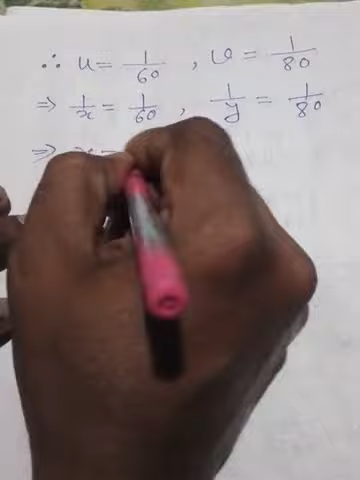 ∴ u = 1/60 , v = 1/80
⇒ 1/x = 1/60 , 1/y = 1/80
⇒ x =